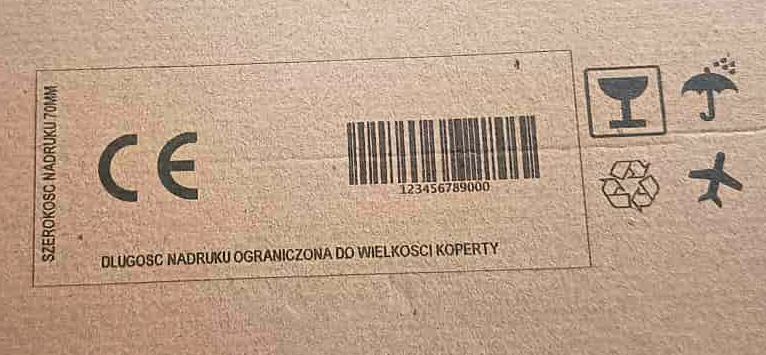 SZEROKOSC NADRUKU 70MM
CE
123456789000
DLUGOSC NADRUKU OGRANICZONA DO WIELKOSCI KOPERTY